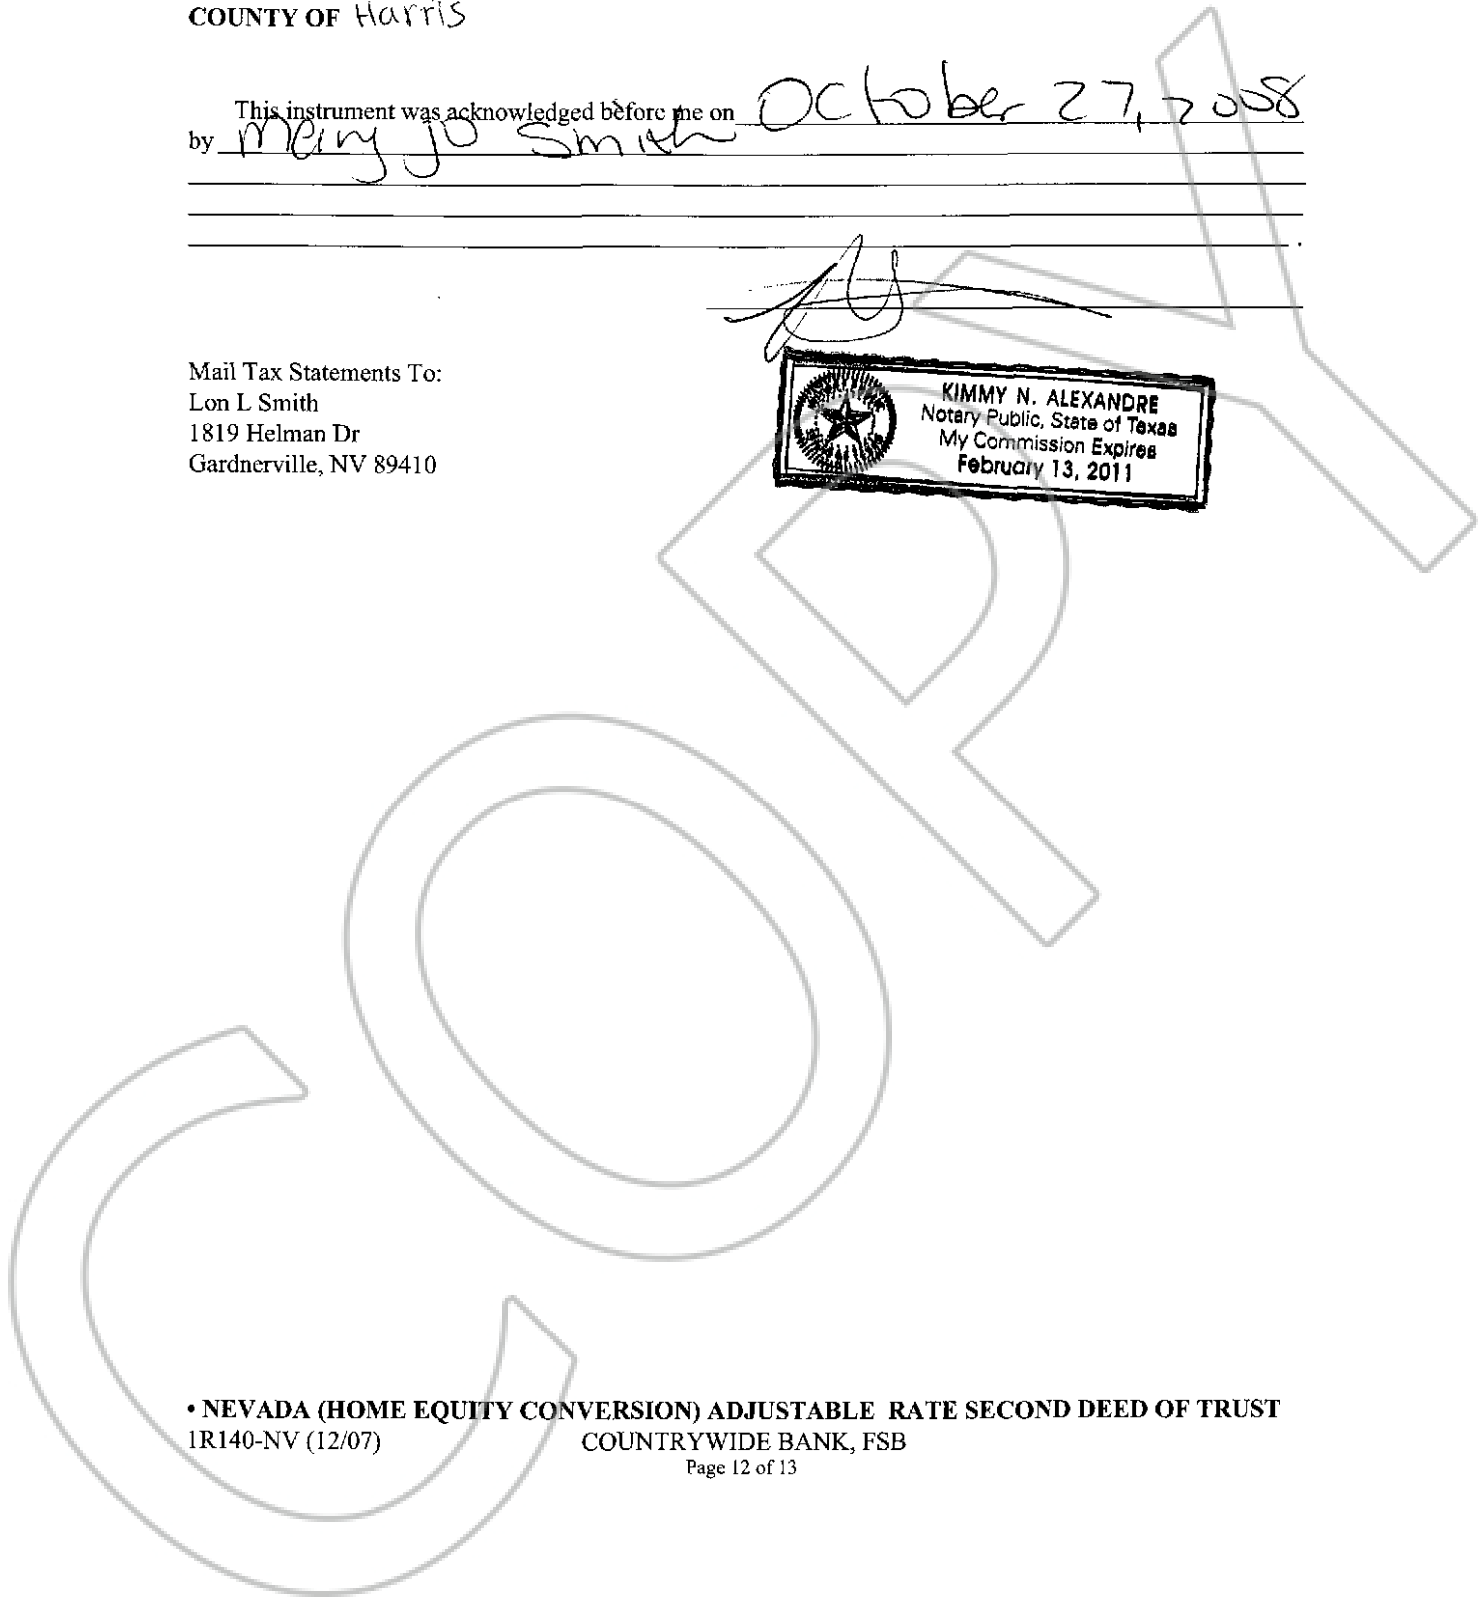 COUNTY OF Harris
This instrument was acknowledged before me on October 27, 2008
by Mary Jo Smith
Mail Tax Statements To:
Lon L Smith
1819 Helman Dr
Gardnerville, NV 89410
KIMMY N. ALEXANDRE
Notary Public, State of Texas
My Commission Expires
February 13, 2011
COPY
• NEVADA (HOME EQUITY CONVERSION) ADJUSTABLE RATE SECOND DEED OF TRUST
1R140-NV (12/07) COUNTRYWIDE BANK, FSB
Page 12 of 13